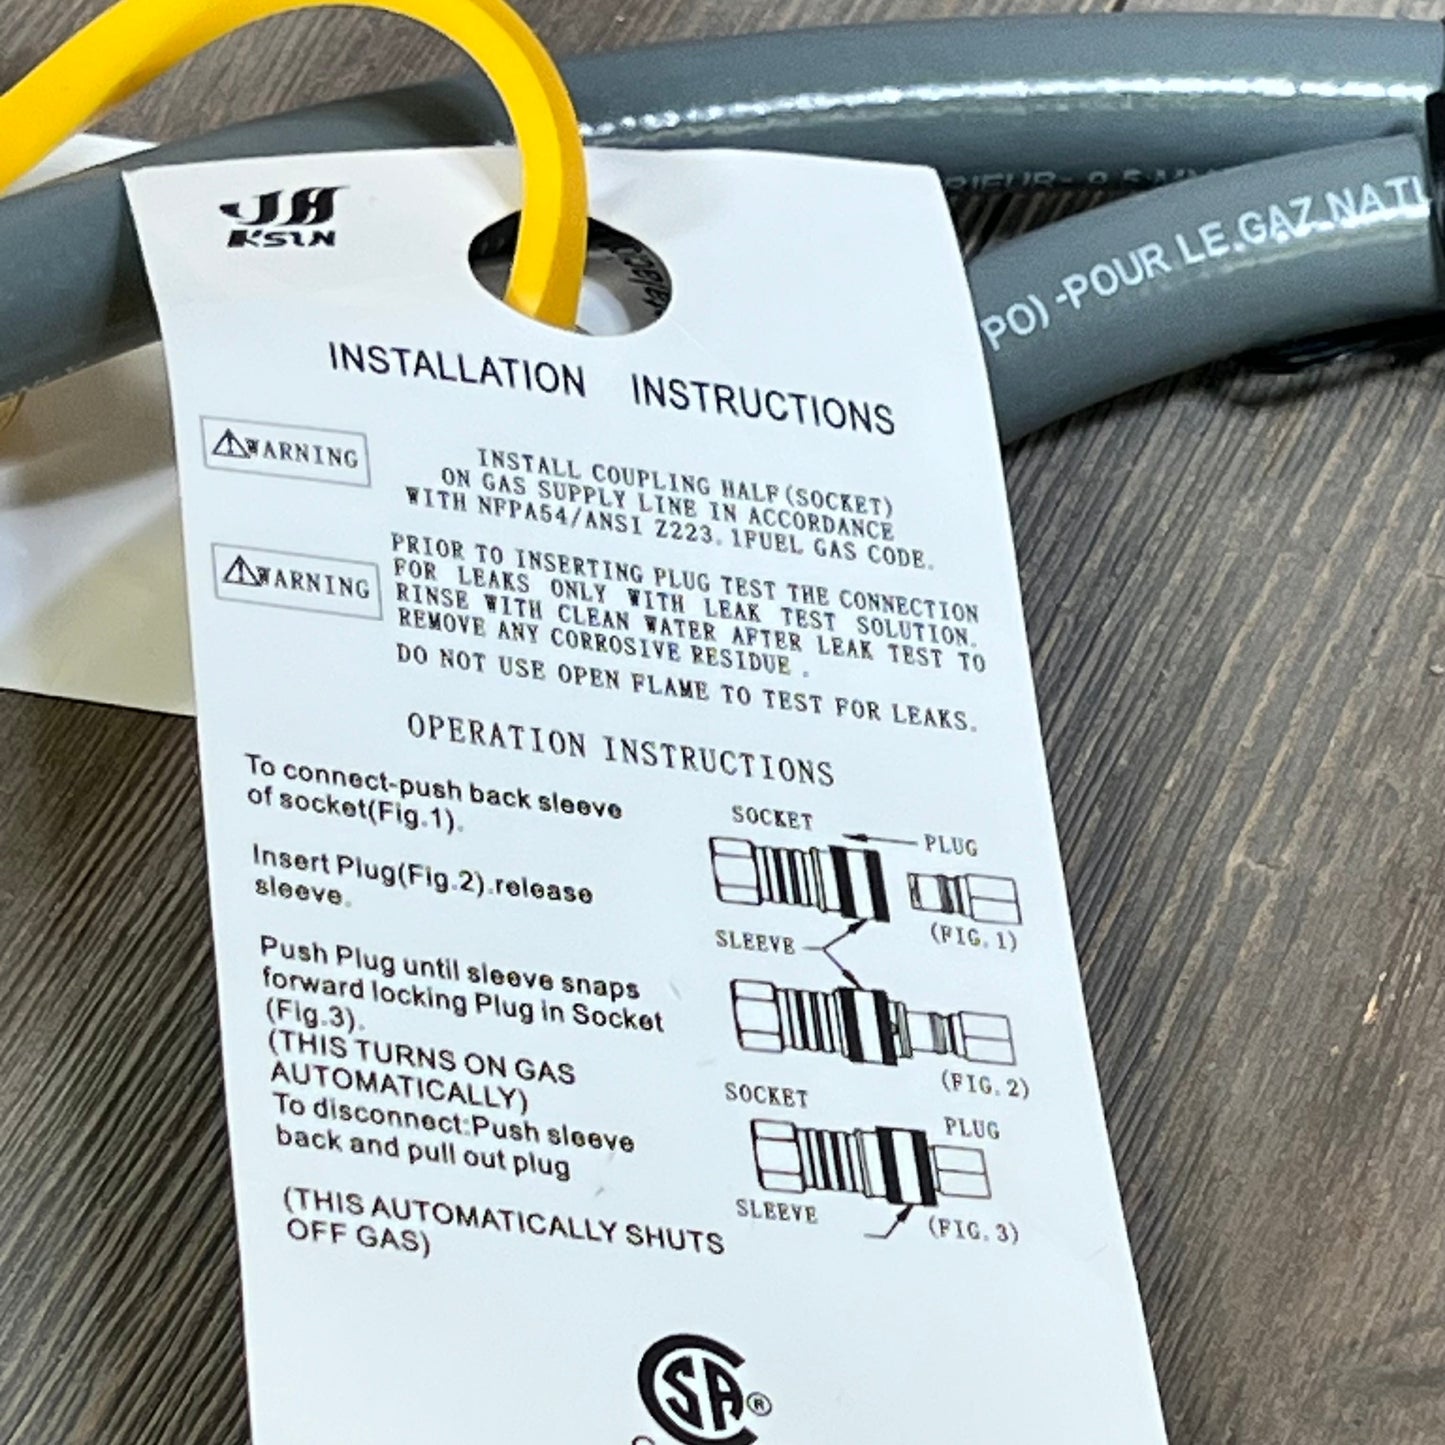 JH
K'SUN
PO) -POUR LE.GAZ NATU
INSTALLATION INSTRUCTIONS
WARNING
INSTALL COUPLING HALF (SOCKET)
ON GAS SUPPLY LINE IN ACCORDANCE
WITH NFPA54/ANSI Z223. 1FUEL GAS CODE.
WARNING
PRIOR TO INSERTING PLUG TEST THE CONNECTION
FOR LEAKS ONLY WITH LEAK TEST SOLUTION.
RINSE WITH CLEAN WATER AFTER LEAK TEST TO
REMOVE ANY CORROSIVE RESIDUE .
DO NOT USE OPEN FLAME TO TEST FOR LEAKS.
OPERATION INSTRUCTIONS
To connect-push back sleeve
of socket(Fig.1).
Insert Plug(Fig.2).release
sleeve.
Push Plug until sleeve snaps
forward locking Plug in Socket
(Fig.3).
(THIS TURNS ON GAS
AUTOMATICALLY)
To disconnect:Push sleeve
back and pull out plug
(THIS AUTOMATICALLY SHUTS
OFF GAS)
SOCKET
PLUG
SLEEVE
(FIG. 1)
(FIG. 2)
SOCKET
PLUG
SLEEVE
(FIG. 3)
CSA®